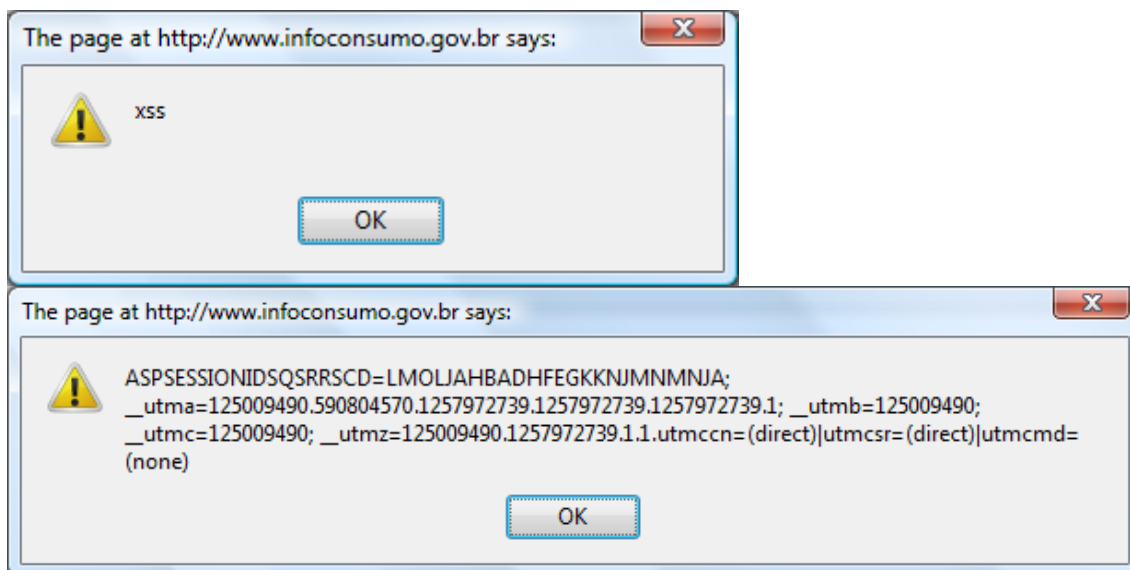 The page at http://www.infoconsumo.gov.br says:
xss
OK
The page at http://www.infoconsumo.gov.br says:
ASPSESSIONIDSQSRRSCD=LMOLJAHBADHFEGKKNJMNMNJA;
__utma=125009490.590804570.1257972739.1257972739.1257972739.1; __utmb=125009490;
__utmc=125009490; __utmz=125009490.1257972739.1.1.utmccn=(direct)|utmcsr=(direct)|utmcmd=
(none)
OK